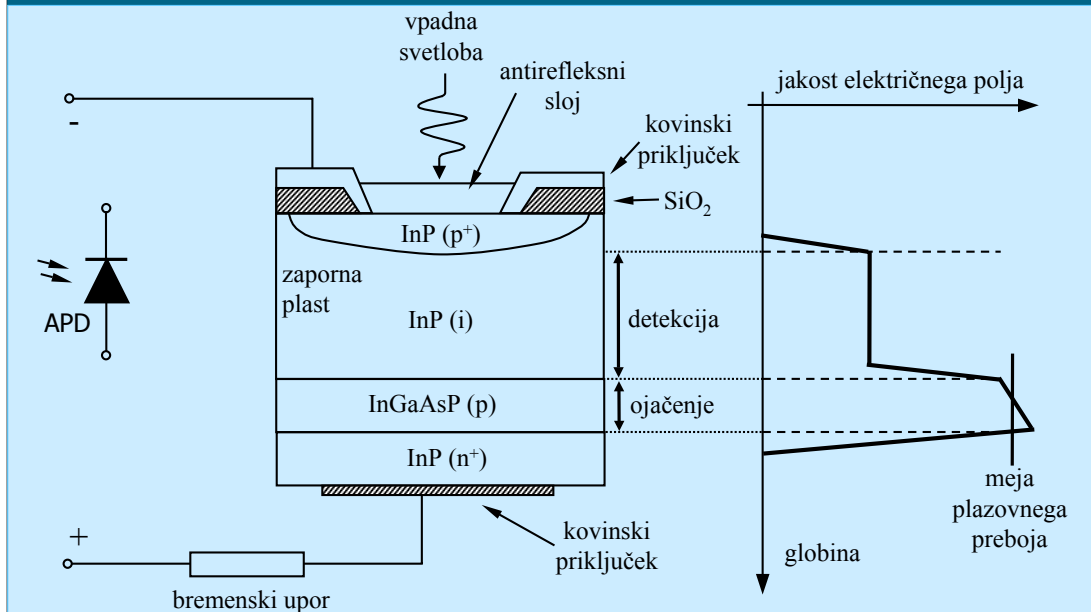 vpadna
svetloba
antirefleksni
sloj
jakost električnega polja
-
kovinski
priključek
SiO₂
InP (p⁺)
zaporna
plast
APD
InP (i)
detekcija
InGaAsP (p)
ojačenje
InP (n⁺)
meja
plazovnega
preboja
+
kovinski
priključek
globina
bremenski upor